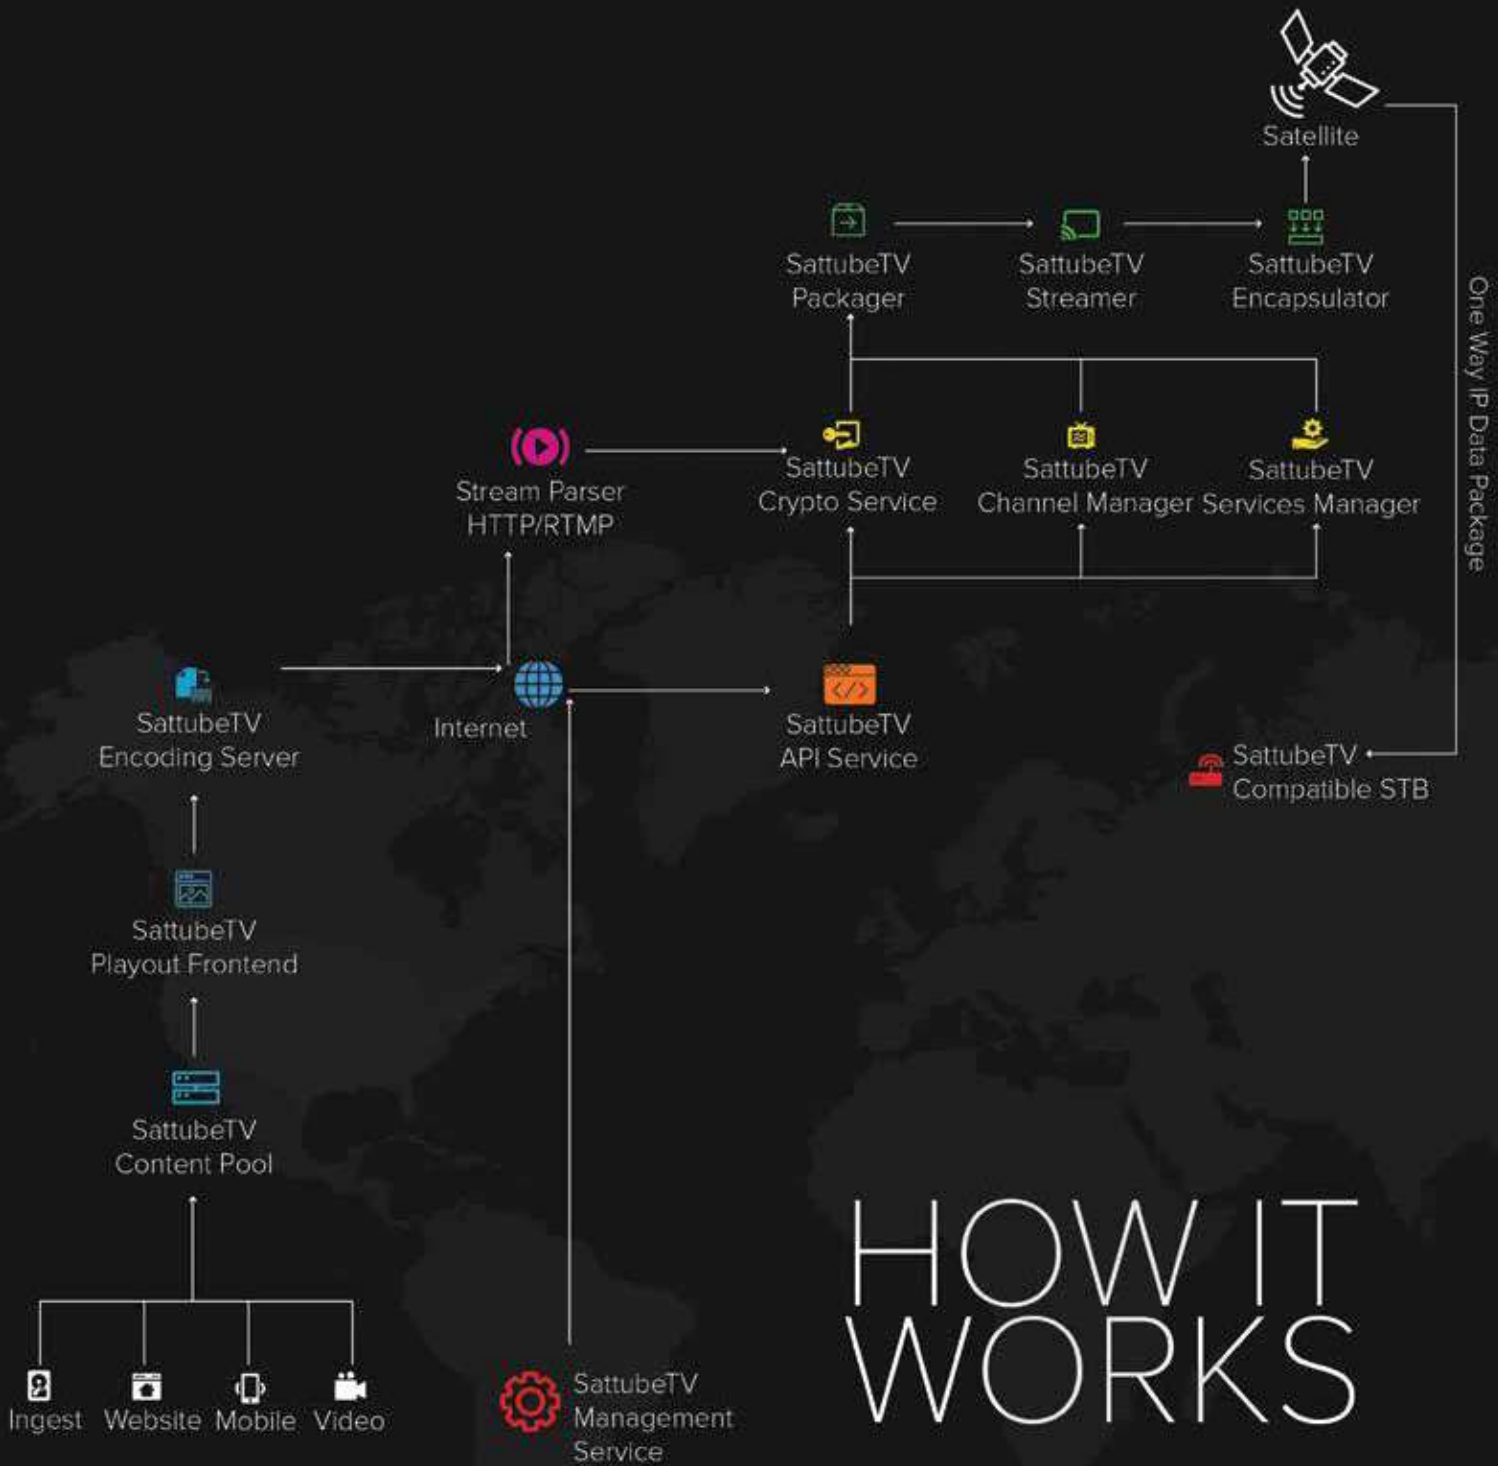 Satellite
SattubeTV
Packager
SattubeTV
Streamer
SattubeTV
Encapsulator
One Way IP Data Package
Stream Parser
HTTP/RTMP
SattubeTV
Crypto Service
SattubeTV
Channel Manager
SattubeTV
Services Manager
SattubeTV
Encoding Server
Internet
SattubeTV
API Service
SattubeTV
Compatible STB
SattubeTV
Playout Frontend
SattubeTV
Content Pool
Ingest
Website
Mobile
Video
SattubeTV
Management
Service
HOW IT
WORKS